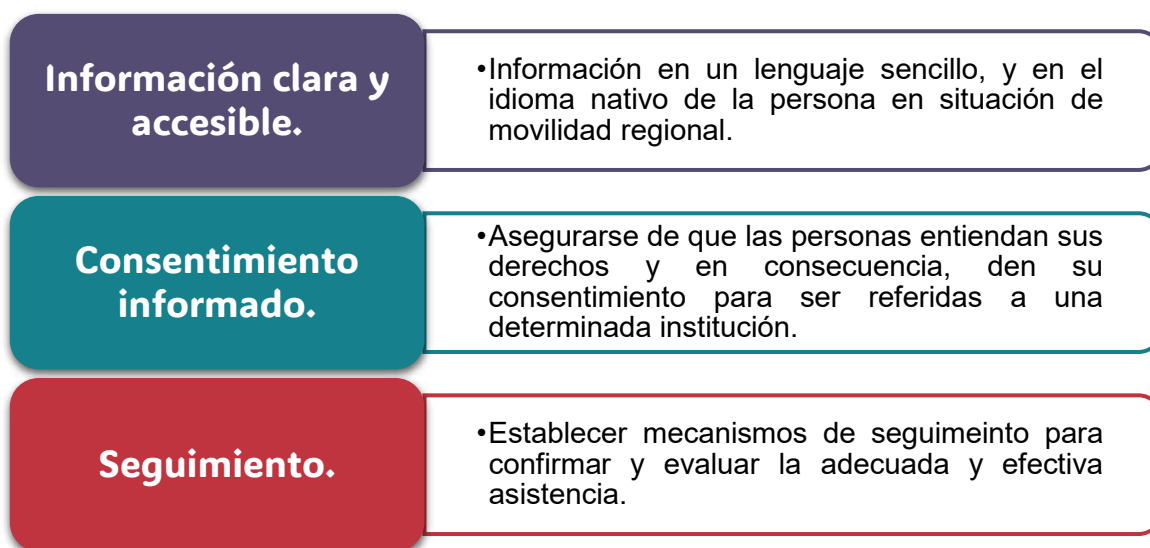 Información clara y
accesible.
•Información en un lenguaje sencillo, y en el
idioma nativo de la persona en situación de
movilidad regional.
Consentimiento
informado.
•Asegurarse de que las personas entiendan sus
derechos y en consecuencia, den su
consentimiento para ser referidas a una
determinada institución.
Seguimiento.
•Establecer mecanismos de seguimeinto para
confirmar y evaluar la adecuada y efectiva
asistencia.